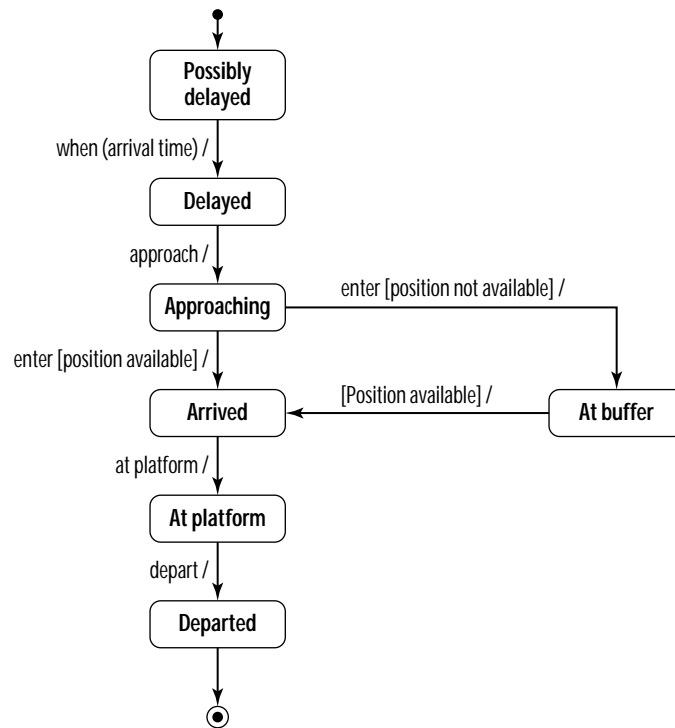 Possibly
delayed
when (arrival time) /
Delayed
approach /
enter [position not available] /
Approaching
enter [position available] /
[Position available] /
Arrived
At buffer
at platform /
At platform
depart /
Departed